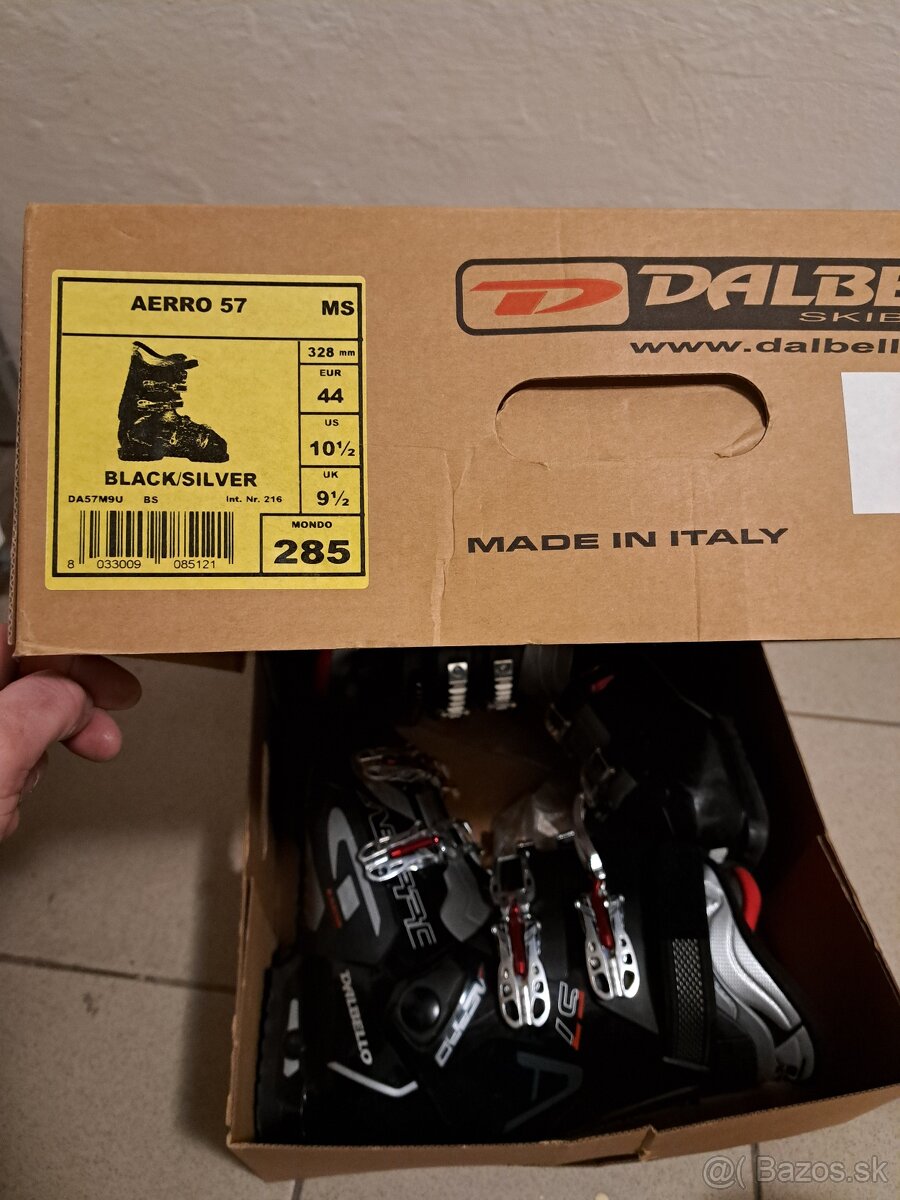 AERRO 57 MS
328 mm
EUR
44
US
10½
UK
9½
BLACK/SILVER
DA57M9U BS Int. Nr. 216
8 033009 085121
MONDO
285
DALBE
SKIB
www.dalbell
MADE IN ITALY
DALBELLO
AERRO
57
A
Bazos.sk